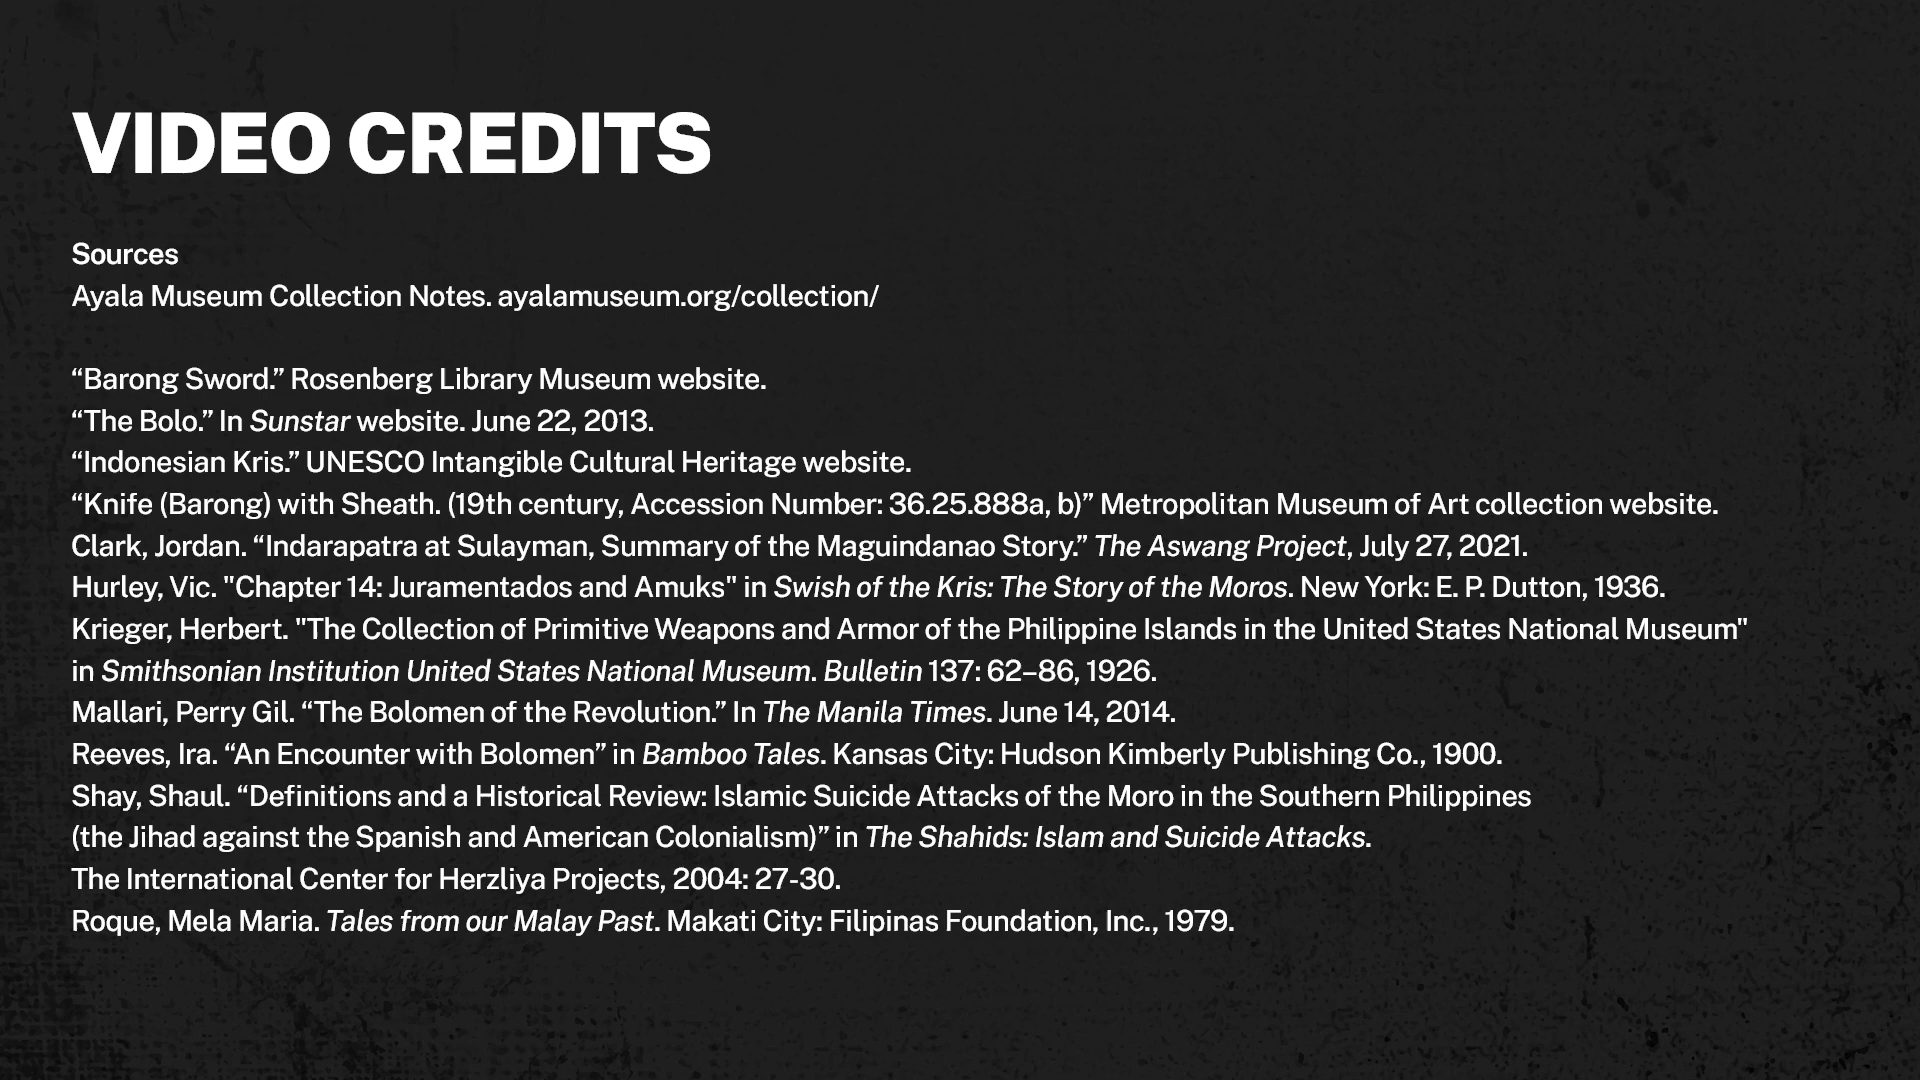 VIDEO CREDITS
Sources
Ayala Museum Collection Notes. ayalamuseum.org/collection/
“Barong Sword.” Rosenberg Library Museum website.
“The Bolo.” In Sunstar website. June 22, 2013.
“Indonesian Kris.” UNESCO Intangible Cultural Heritage website.
“Knife (Barong) with Sheath. (19th century, Accession Number: 36.25.888a, b)” Metropolitan Museum of Art collection website.
Clark, Jordan. “Indarapatra at Sulayman, Summary of the Maguindanao Story.” The Aswang Project, July 27, 2021.
Hurley, Vic. "Chapter 14: Juramentados and Amuks" in Swish of the Kris: The Story of the Moros. New York: E. P. Dutton, 1936.
Krieger, Herbert. "The Collection of Primitive Weapons and Armor of the Philippine Islands in the United States National Museum"
in Smithsonian Institution United States National Museum. Bulletin 137: 62–86, 1926.
Mallari, Perry Gil. “The Bolomen of the Revolution.” In The Manila Times. June 14, 2014.
Reeves, Ira. “An Encounter with Bolomen” in Bamboo Tales. Kansas City: Hudson Kimberly Publishing Co., 1900.
Shay, Shaul. “Definitions and a Historical Review: Islamic Suicide Attacks of the Moro in the Southern Philippines
(the Jihad against the Spanish and American Colonialism)” in The Shahids: Islam and Suicide Attacks.
The International Center for Herzliya Projects, 2004: 27-30.
Roque, Mela Maria. Tales from our Malay Past. Makati City: Filipinas Foundation, Inc., 1979.